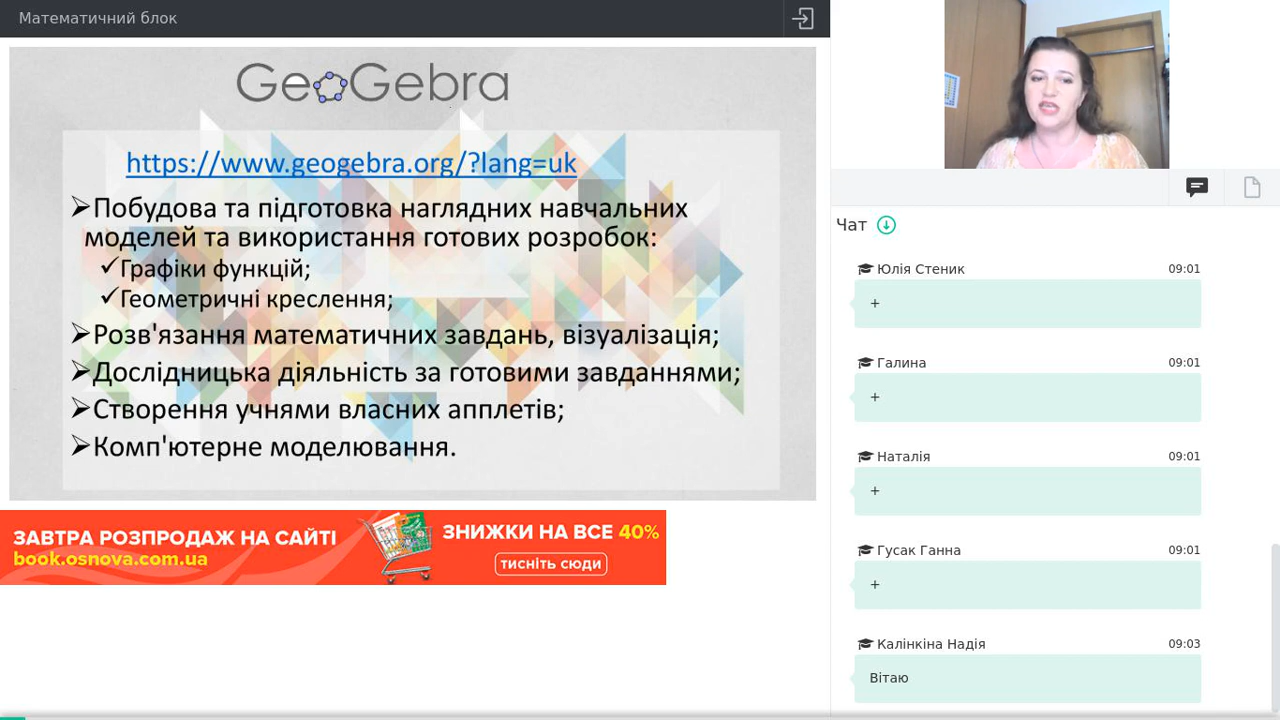 Математичний блок
GeoGebra
https://www.geogebra.org/?lang=uk
Побудова та підготовка наглядних навчальних
моделей та використання готових розробок:
Графіки функцій;
Геометричні креслення;
Розв'язання математичних завдань, візуалізація;
Дослідницька діяльність за готовими завданнями;
Створення учнями власних апплетів;
Комп'ютерне моделювання.
ЗАВТРА РОЗПРОДАЖ НА САЙТІ
book.osnova.com.ua
ЗНИЖКИ НА ВСЕ 40%
тисніть сюди
Чат
Юлія Стеник 09:01
+
Галина 09:01
+
Наталія 09:01
+
Гусак Ганна 09:01
+
Калінкіна Надія 09:03
Вітаю